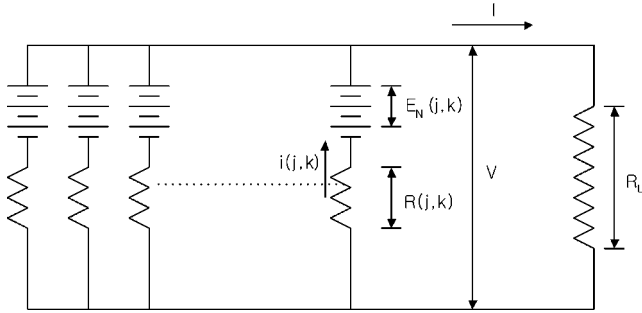 I
E_N(j,k)
i(j,k)
V
R(j,k)
R_L